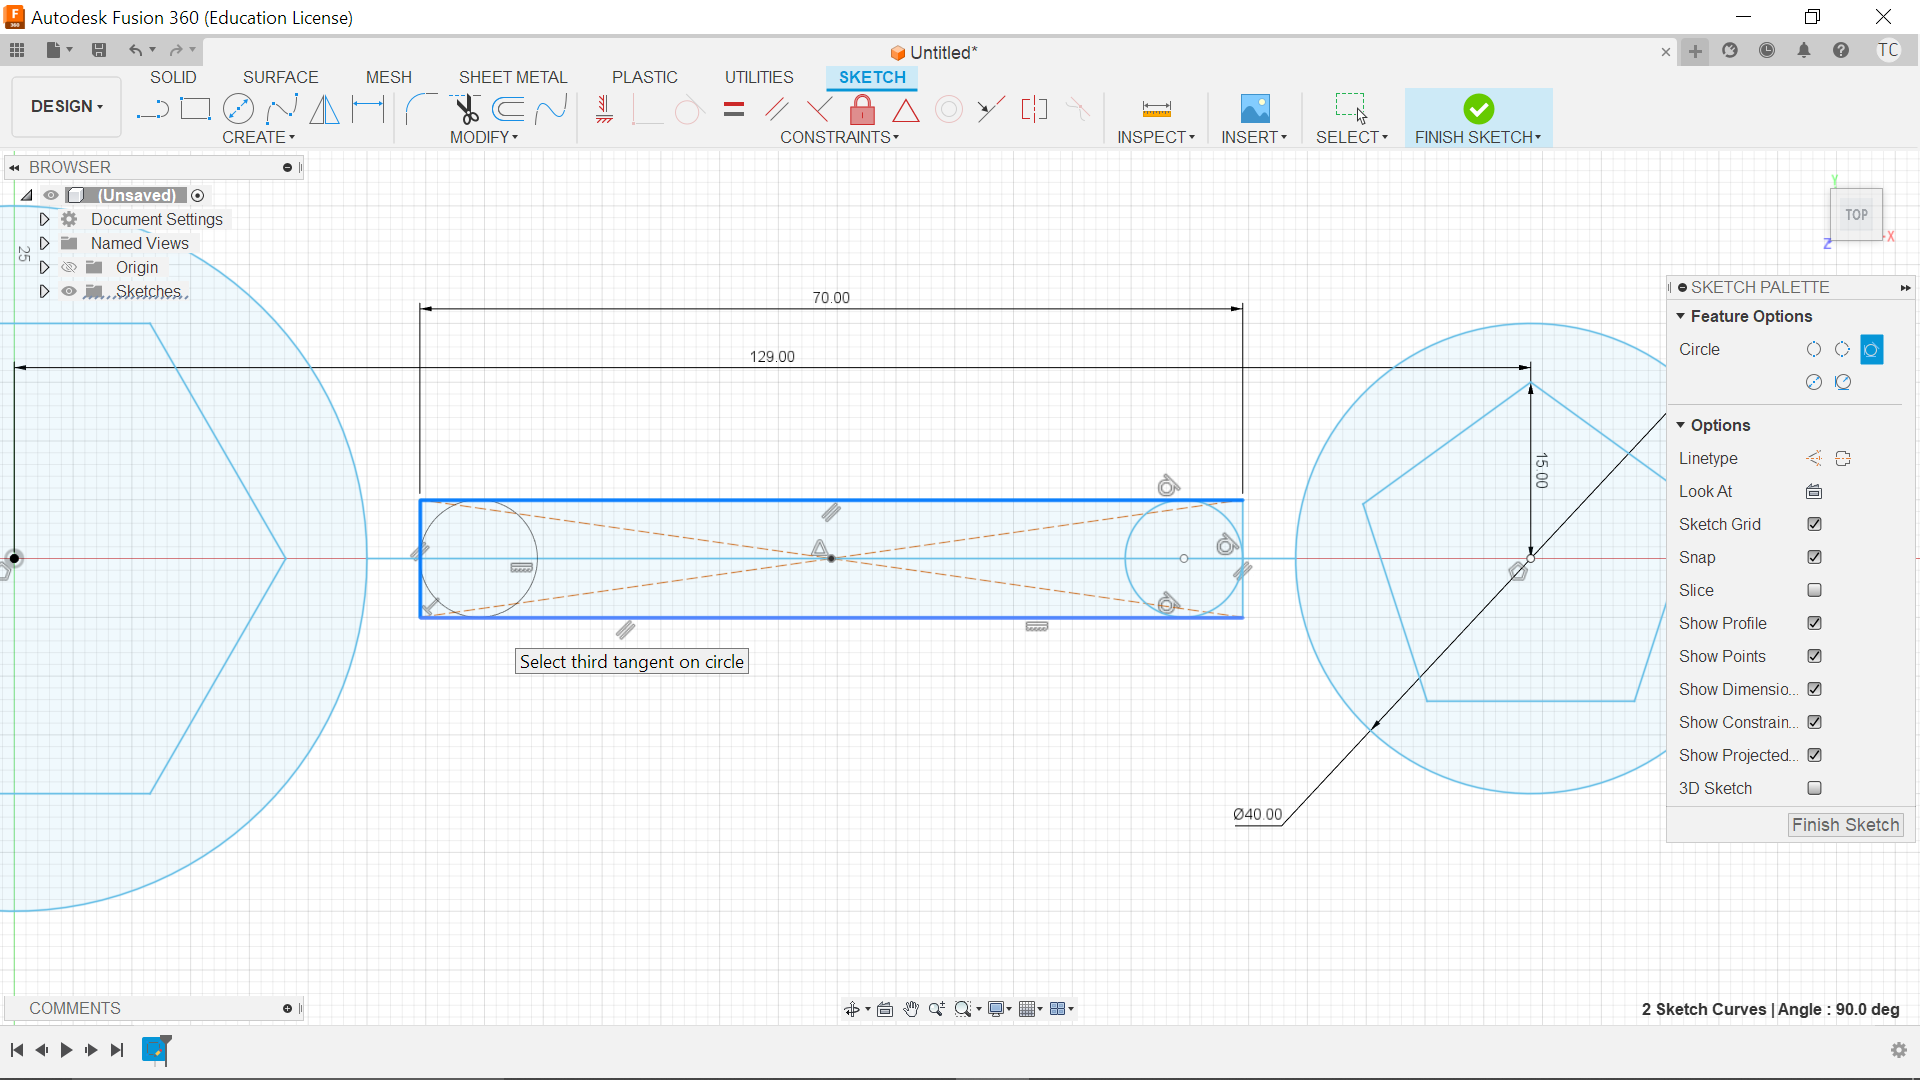 Autodesk Fusion 360 (Education License)
Untitled*
TC
DESIGN
SOLID SURFACE MESH SHEET METAL PLASTIC UTILITIES SKETCH
CREATE MODIFY CONSTRAINTS INSPECT INSERT SELECT FINISH SKETCH
BROWSER
(Unsaved)
Document Settings
Named Views
Origin
Sketches
25
70.00
129.00
15.00
Ø40.00
Select third tangent on circle
TOP
Y
Z
X
SKETCH PALETTE
Feature Options
Circle
Options
Linetype
Look At
Sketch Grid
Snap
Slice
Show Profile
Show Points
Show Dimensio...
Show Constrain...
Show Projected...
3D Sketch
Finish Sketch
COMMENTS
2 Sketch Curves | Angle : 90.0 deg